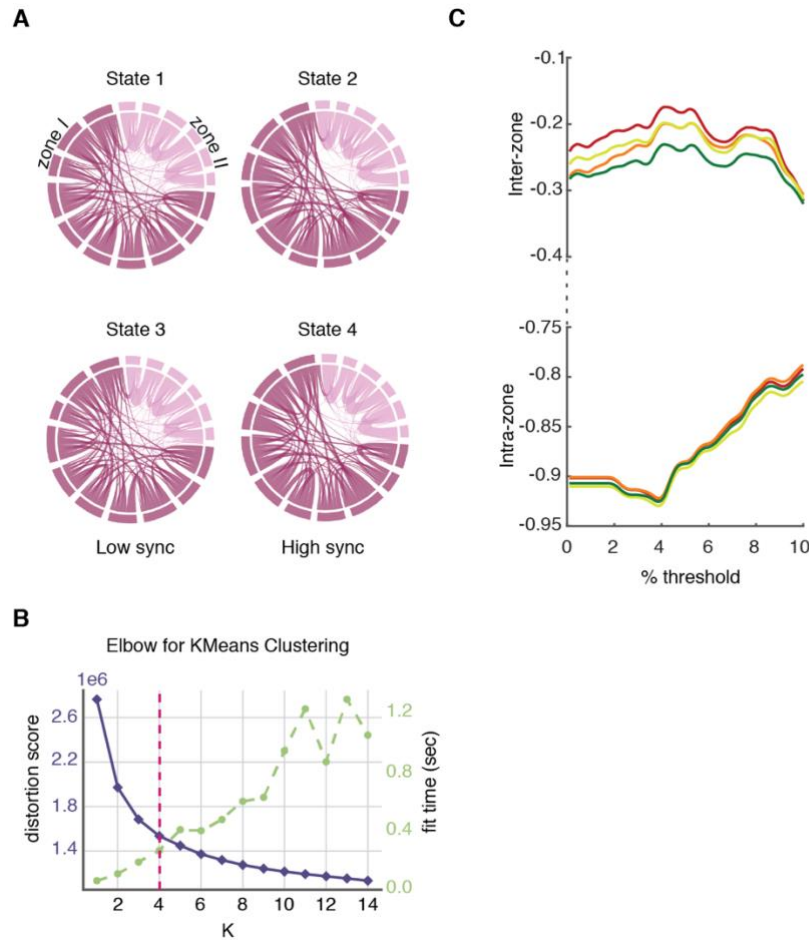 A
State 1
State 2
zone I
zone II
State 3
State 4
Low sync
High sync
B
Elbow for KMeans Clustering
1e6
2.6
2.2
1.8
1.4
distortion score
1.2
0.8
0.4
0.0
fit time (sec)
2 4 6 8 10 12 14
K
C
-0.1
-0.2
-0.3
-0.4
Inter-zone
-0.75
-0.8
-0.85
-0.9
-0.95
Intra-zone
0 2 4 6 8 10
% threshold